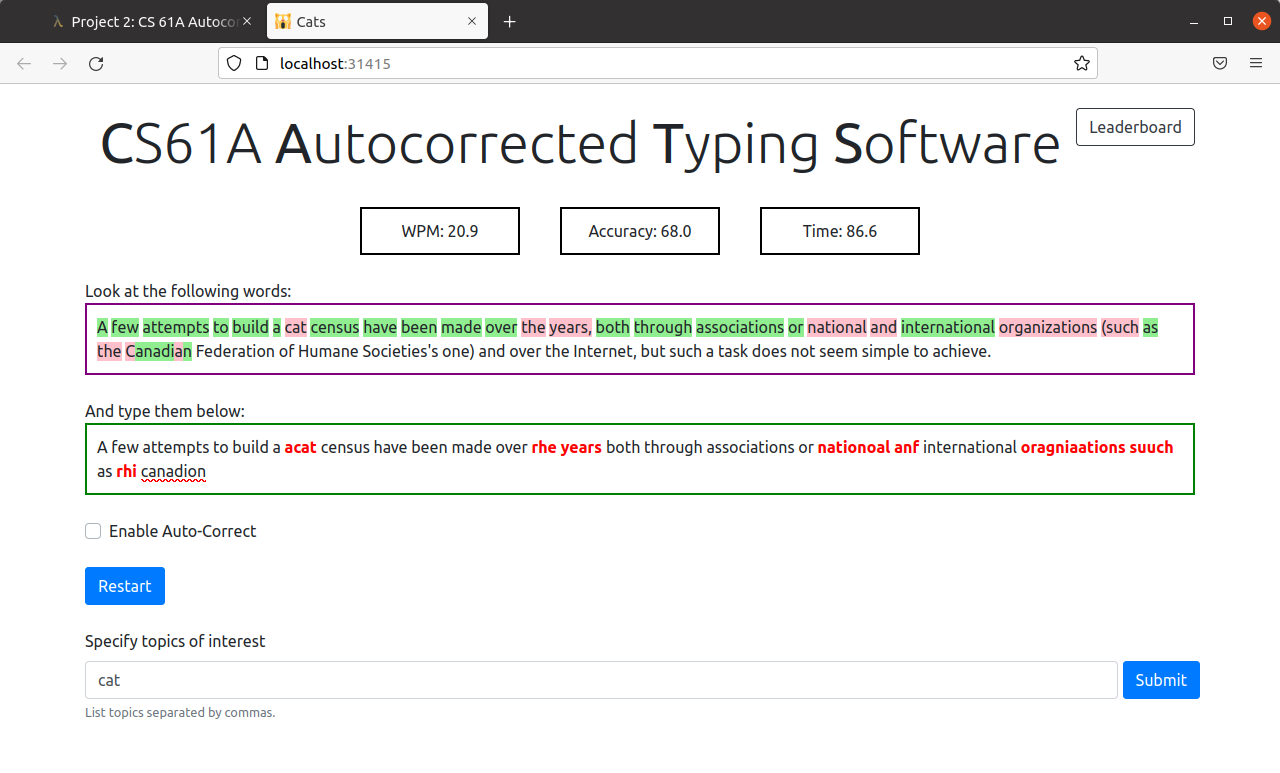 Project 2: CS 61A Autoco
Cats
localhost:31415
CS61A Autocorrected Typing Software
Leaderboard
WPM: 20.9
Accuracy: 68.0
Time: 86.6
Look at the following words:
A few attempts to build a cat census have been made over the years, both through associations or national and international organizations (such as
the Canadian Federation of Humane Societies's one) and over the Internet, but such a task does not seem simple to achieve.
And type them below:
A few attempts to build a acat census have been made over rhe years both through associations or nationoal anf international oragniaations suuch
as rhi canadion
Enable Auto-Correct
Restart
Specify topics of interest
cat
Submit
List topics separated by commas.